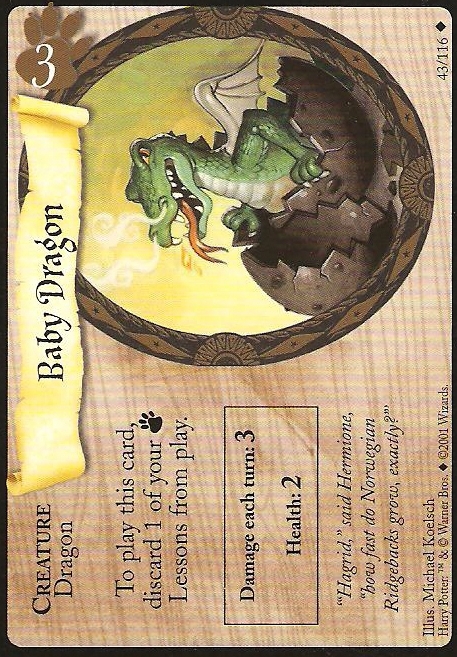 3
Baby Dragon
CREATURE
Dragon
To play this card,
discard 1 of your
Lessons from play.
Damage each turn: 3
Health: 2
"Hagrid," said Hermione,
"how fast do Norwegian
Ridgebacks grow, exactly?"
Illus. Michael Koelsch
Harry Potter ™ & © Warner Bros. ◆ ©2001 Wizards.
43/116 ◆